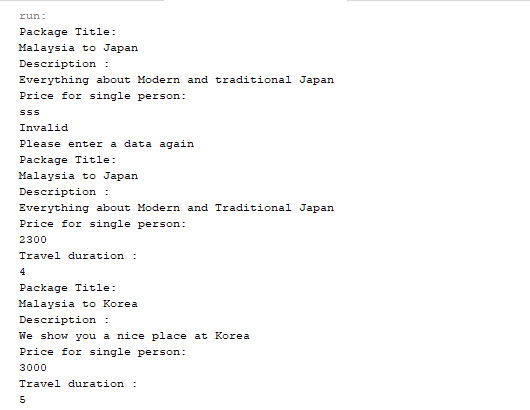 run:
Package Title:
Malaysia to Japan
Description :
Everything about Modern and traditional Japan
Price for single person:
sss
Invalid
Please enter a data again
Package Title:
Malaysia to Japan
Description :
Everything about Modern and Traditional Japan
Price for single person:
2300
Travel duration :
4
Package Title:
Malaysia to Korea
Description :
We show you a nice place at Korea
Price for single person:
3000
Travel duration :
5